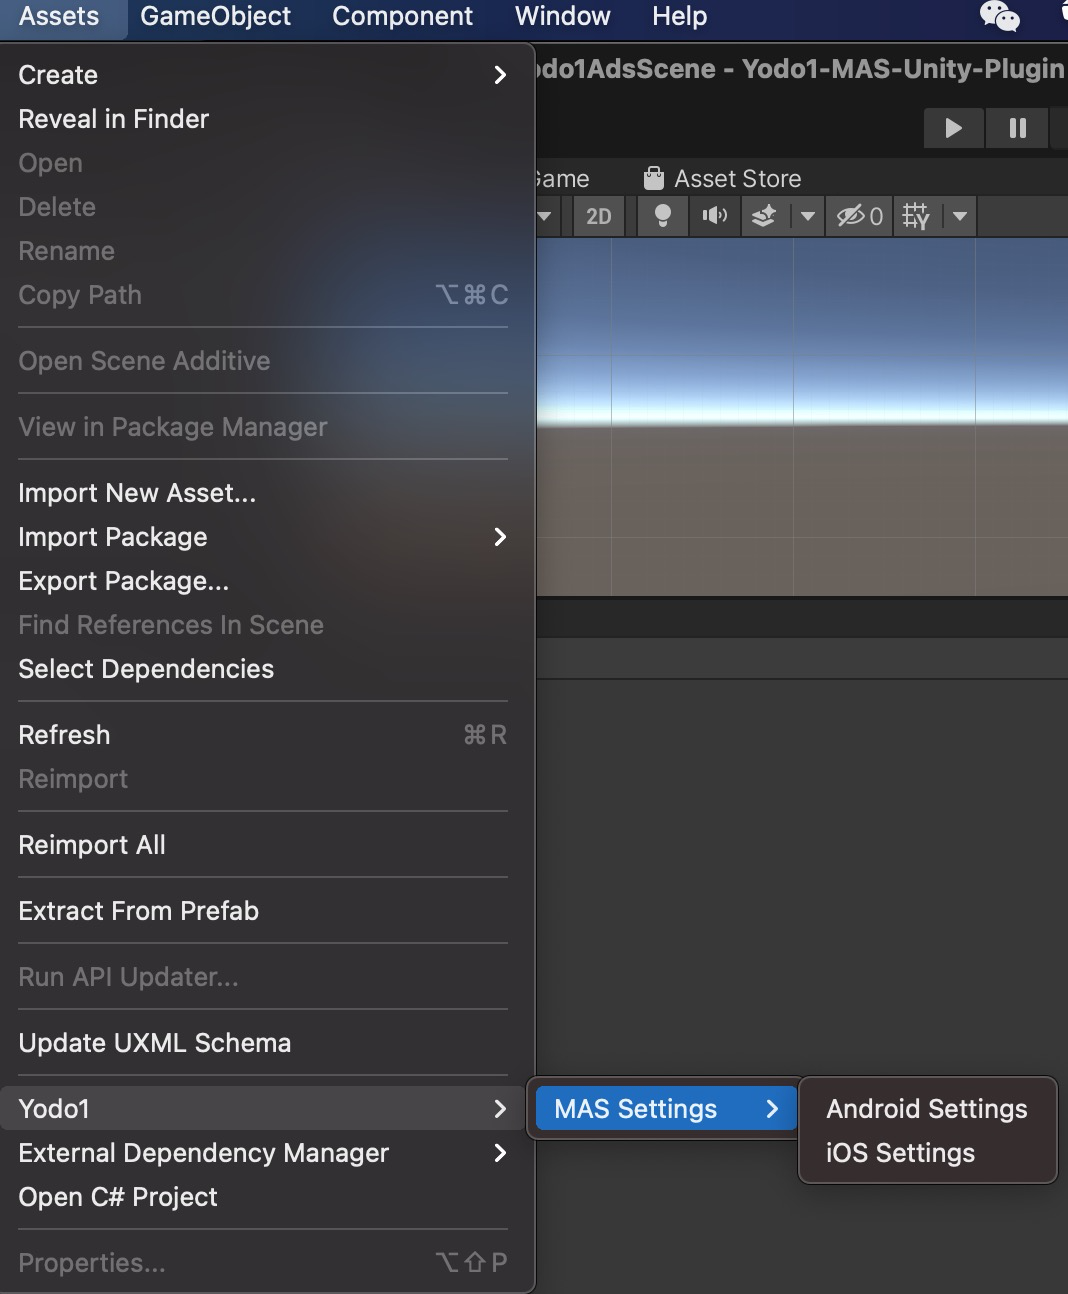 Assets GameObject Component Window Help
do1AdsScene - Yodo1-MAS-Unity-Plugin
Create
Reveal in Finder
Open
Delete
Rename
Copy Path ⌥⌘C
Open Scene Additive
View in Package Manager
Import New Asset...
Import Package
Export Package...
Find References In Scene
Select Dependencies
Refresh ⌘R
Reimport
Reimport All
Extract From Prefab
Run API Updater...
Update UXML Schema
Yodo1
External Dependency Manager
Open C# Project
Properties... ⌥⇧P
Game Asset Store
2D 0
MAS Settings
Android Settings
iOS Settings